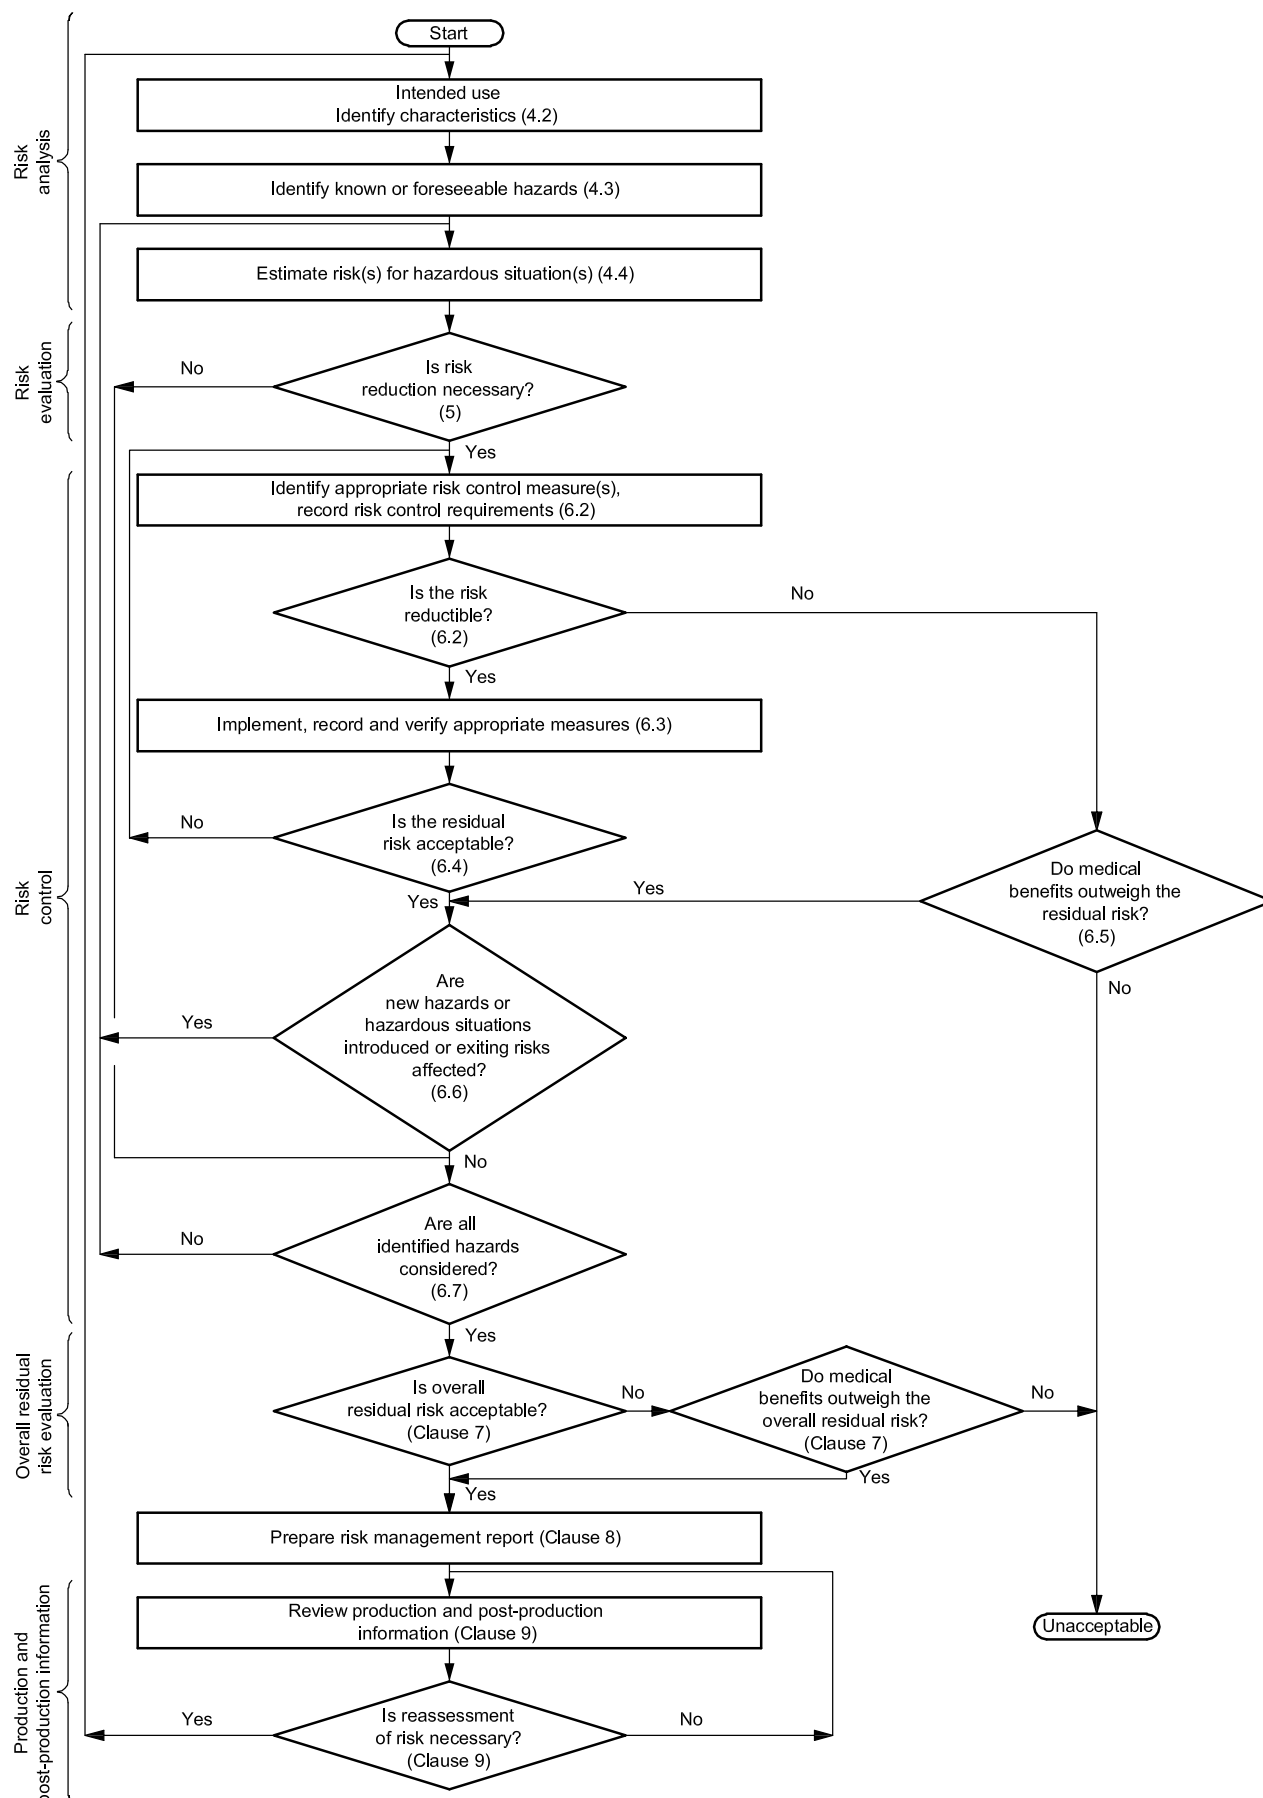 Start
Intended use
Identify characteristics (4.2)
Risk
analysis
Identify known or foreseeable hazards (4.3)
Estimate risk(s) for hazardous situation(s) (4.4)
Risk
evaluation
No
Is risk
reduction necessary?
(5)
Yes
Identify appropriate risk control measure(s),
record risk control requirements (6.2)
Is the risk
reductible?
(6.2)
No
Yes
Implement, record and verify appropriate measures (6.3)
No
Is the residual
risk acceptable?
(6.4)
Risk
control
Yes
Yes
Do medical
benefits outweigh the
residual risk?
(6.5)
No
Yes
Are
new hazards or
hazardous situations
introduced or exiting risks
affected?
(6.6)
No
No
Are all
identified hazards
considered?
(6.7)
Yes
Overall residual
risk evaluation
Is overall
residual risk acceptable?
(Clause 7)
No
Do medical
benefits outweigh the
overall residual risk?
(Clause 7)
No
Yes
Yes
Prepare risk management report (Clause 8)
Production and
post-production information
Review production and post-production
information (Clause 9)
Unacceptable
Yes
Is reassessment
of risk necessary?
(Clause 9)
No